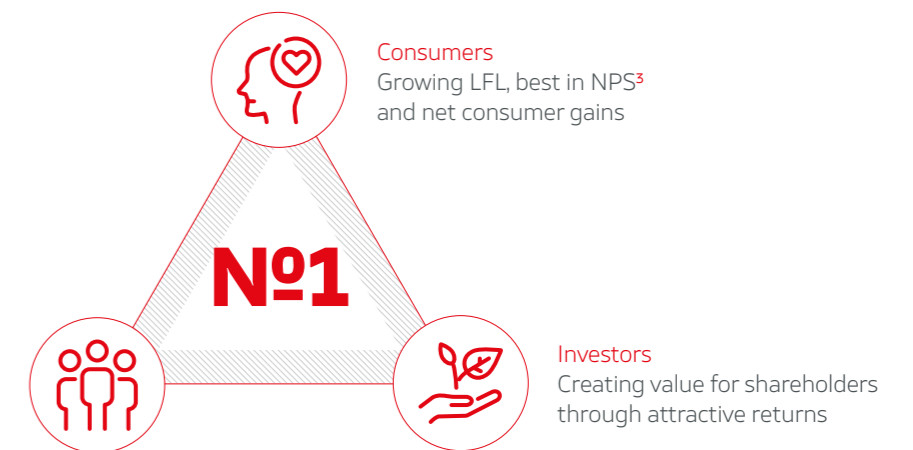 Consumers
Growing LFL, best in NPS³
and net consumer gains
№1
Investors
Creating value for shareholders
through attractive returns